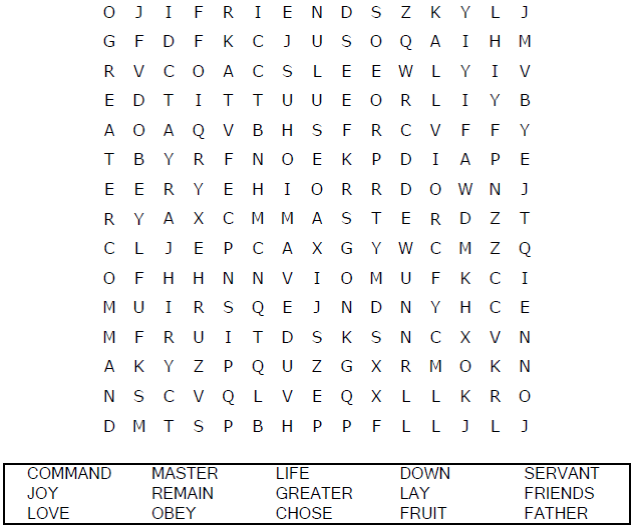 O J I F R I E N D S Z K Y L J
G F D F K C J U S O Q A I H M
R V C O A C S L E E W L Y I V
E D T I T T U U E O R L I Y B
A O A Q V B H S F R C V F F Y
T B Y R F N O E K P D I A P E
E E R Y E H I O R R D O W N J
R Y A X C M M A S T E R D Z T
C L J E P C A X G Y W C M Z Q
O F H H N N V I O M U F K C I
M U I R S Q E J N D N Y H C E
M F R U I T D S K S N C X V N
A K Y Z P Q U Z G X R M O K N
N S C V Q L V E Q X L L K R O
D M T S P B H P P F L L J L J
COMMAND MASTER LIFE DOWN SERVANT
JOY REMAIN GREATER LAY FRIENDS
LOVE OBEY CHOSE FRUIT FATHER